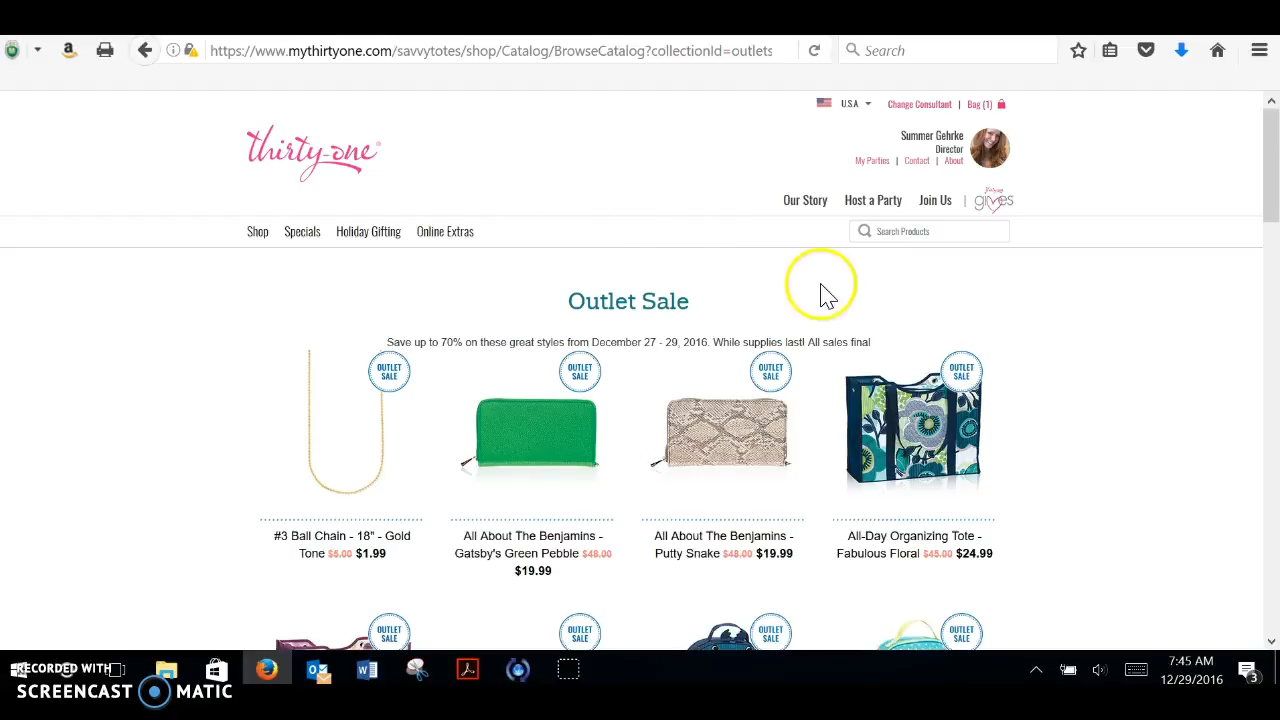 https://www.mythirtyone.com/savvytotes/shop/Catalog/BrowseCatalog?collectionId=outlets
Search
U.S.A
Change Consultant | Bag (1)
thirty-one
Summer Gehrke
Director
My Parties | Contact | About
Our Story Host a Party Join Us | thirty-one gives
Shop Specials Holiday Gifting Online Extras
Search Products
Outlet Sale
Save up to 70% on these great styles from December 27 - 29, 2016. While supplies last! All sales final
OUTLET SALE
OUTLET SALE
OUTLET SALE
OUTLET SALE
#3 Ball Chain - 18" - Gold
Tone $5.00 $1.99
All About The Benjamins -
Gatsby's Green Pebble $48.00
$19.99
All About The Benjamins -
Putty Snake $48.00 $19.99
All-Day Organizing Tote -
Fabulous Floral $45.00 $24.99
OUTLET SALE
OUTLET SALE
OUTLET SALE
OUTLET SALE
RECORDED WITH
SCREENCAST MATIC
7:45 AM
12/29/2016
3